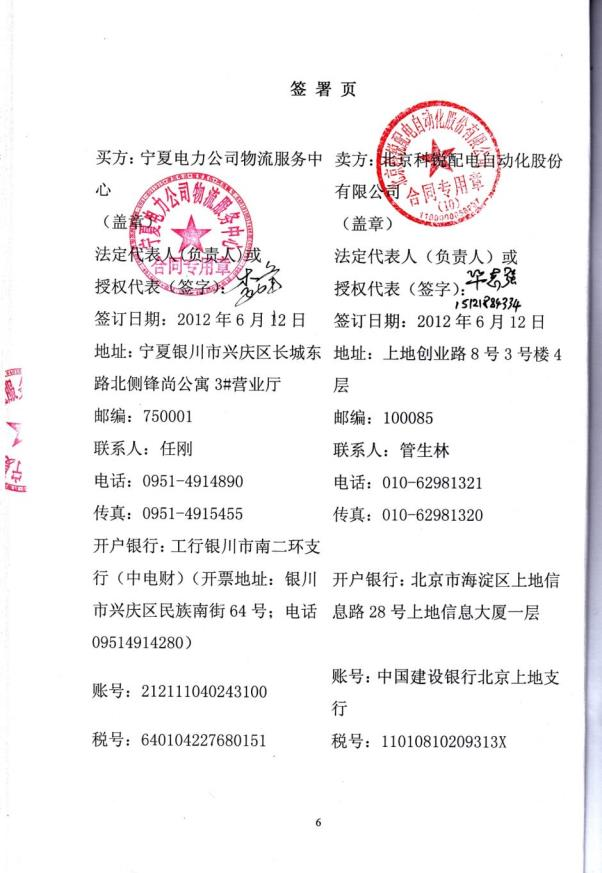 签 署 页
买方：宁夏电力公司物流服务中
心
（盖章）
法定代表人（负责人）或
授权代表（签字）：
签订日期：2012 年 6 月 12 日
地址：宁夏银川市兴庆区长城东
路北侧锋尚公寓 3#营业厅
邮编：750001
联系人：任刚
电话：0951-4914890
传真：0951-4915455
开户银行：工行银川市南二环支
行（中电财）（开票地址：银川
市兴庆区民族南街 64 号；电话
09514914280）
账号：212111040243100
税号：640104227680151
宁夏电力公司物流服务中心
合同专用章
卖方：北京科锐配电自动化股份
有限公司
（盖章）
法定代表人（负责人）或
授权代表（签字）：
15121884334
签订日期：2012 年 6 月 12 日
地址：上地创业路 8 号 3 号楼 4
层
邮编：100085
联系人：管生林
电话：010-62981321
传真：010-62981320
开户银行：北京市海淀区上地信
息路 28 号上地信息大厦一层
账号：中国建设银行北京上地支
行
税号：11010810209313X
北京科锐配电自动化股份有限公司
合同专用章
(10)
6